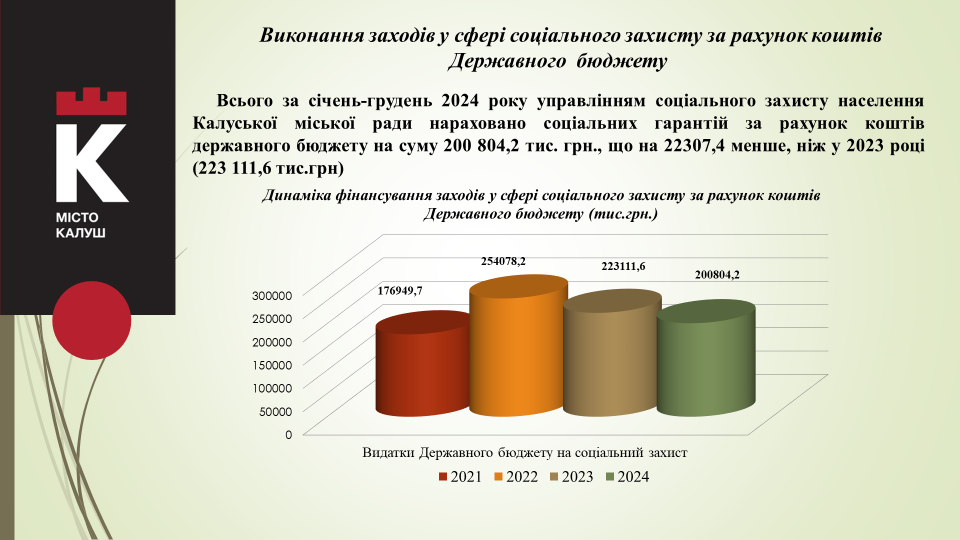 Виконання заходів у сфері соціального захисту за рахунок коштів
Державного бюджету
Всього за січень-грудень 2024 року управлінням соціального захисту населення
Калуської міської ради нараховано соціальних гарантій за рахунок коштів
державного бюджету на суму 200 804,2 тис. грн., що на 22307,4 менше, ніж у 2023 році
(223 111,6 тис.грн)
К
МІСТО
КАЛУШ
Динаміка фінансування заходів у сфері соціального захисту за рахунок коштів
Державного бюджету (тис.грн.)
254078,2
223111,6
200804,2
176949,7
300000
250000
200000
150000
100000
50000
0
Видатки Державного бюджету на соціальний захист
2021 2022 2023 2024